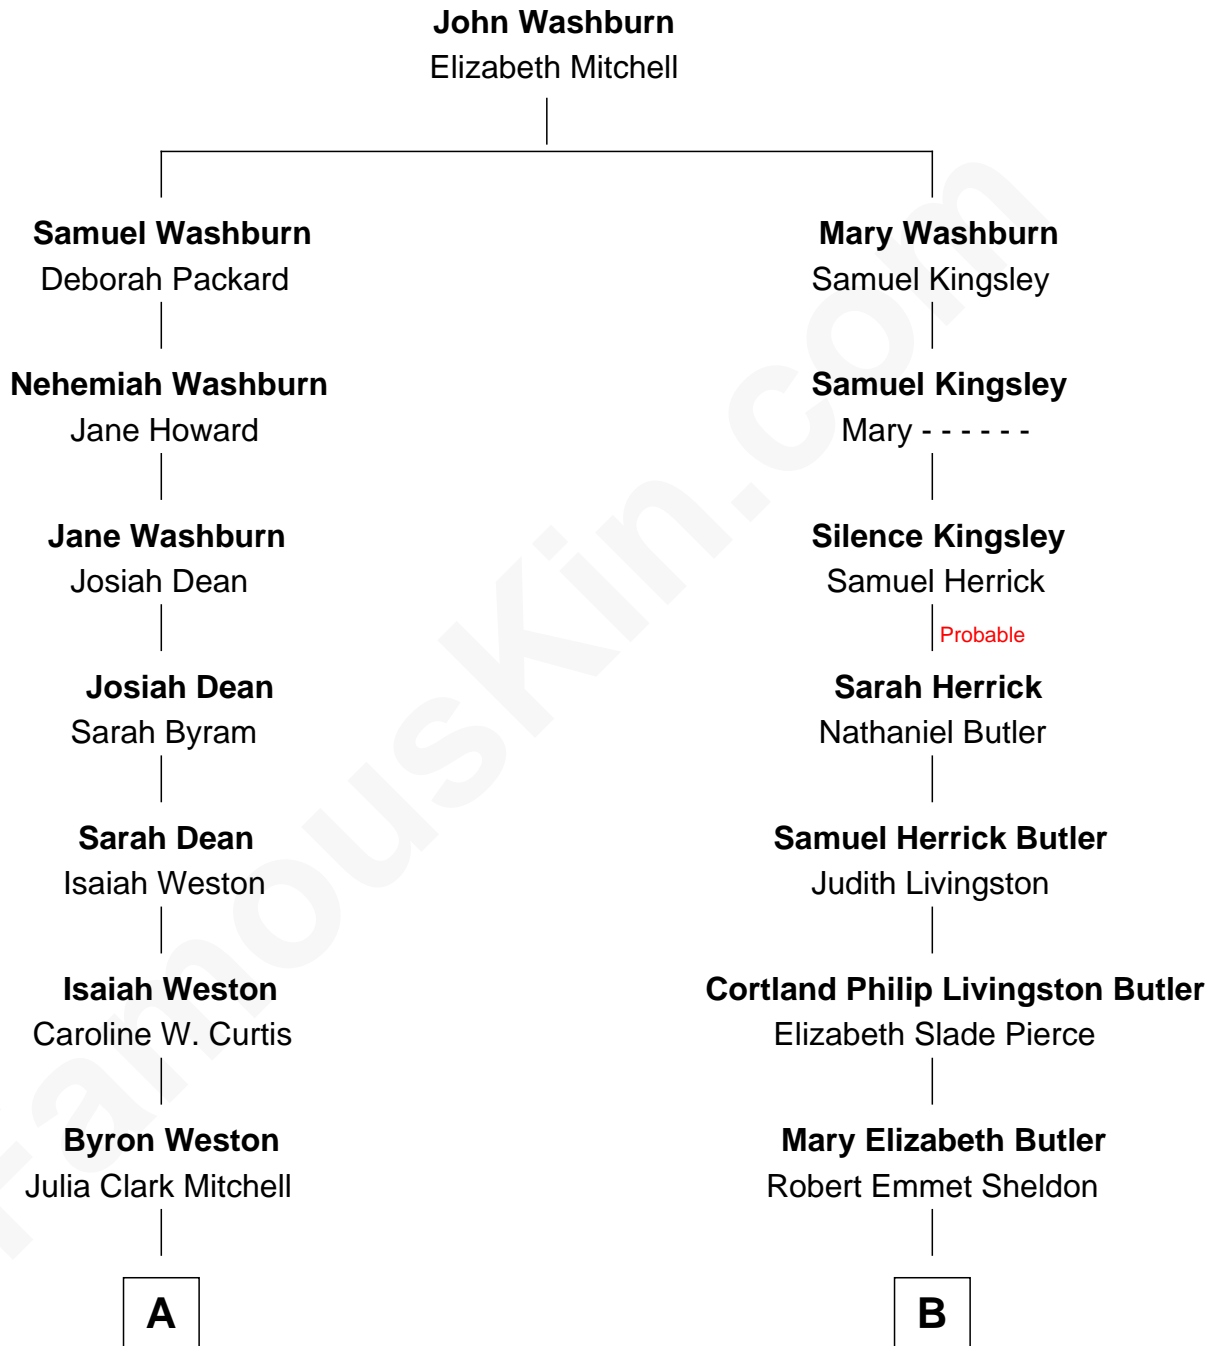 John Washburn
Elizabeth Mitchell
Samuel Washburn
Deborah Packard
Mary Washburn
Samuel Kingsley
Nehemiah Washburn
Jane Howard
Samuel Kingsley
Mary - - - - - -
Jane Washburn
Josiah Dean
Silence Kingsley
Samuel Herrick
Probable
Josiah Dean
Sarah Byram
Sarah Herrick
Nathaniel Butler
Sarah Dean
Isaiah Weston
Samuel Herrick Butler
Judith Livingston
Isaiah Weston
Caroline W. Curtis
Cortland Philip Livingston Butler
Elizabeth Slade Pierce
Byron Weston
Julia Clark Mitchell
Mary Elizabeth Butler
Robert Emmet Sheldon
A
B
FamousKin.com